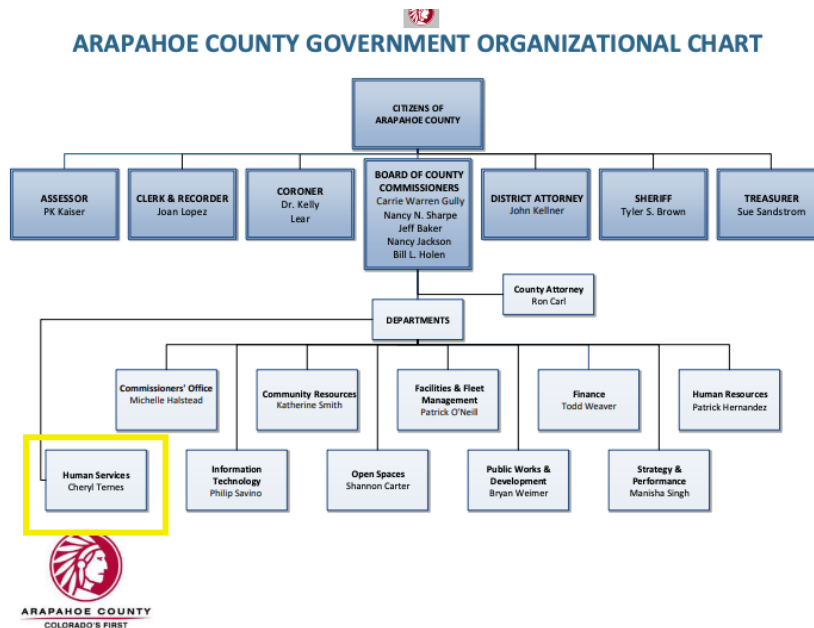 ARAPAHOE COUNTY GOVERNMENT ORGANIZATIONAL CHART
CITIZENS OF
ARAPAHOE COUNTY
ASSESSOR
PK Kaiser
CLERK & RECORDER
Joan Lopez
CORONER
Dr. Kelly
Lear
BOARD OF COUNTY
COMMISSIONERS
Carrie Warren Gully
Nancy N. Sharpe
Jeff Baker
Nancy Jackson
Bill L. Holen
DISTRICT ATTORNEY
John Kellner
SHERIFF
Tyler S. Brown
TREASURER
Sue Sandstrom
County Attorney
Ron Carl
DEPARTMENTS
Commissioners' Office
Michelle Halstead
Community Resources
Katherine Smith
Facilities & Fleet
Management
Patrick O'Neill
Finance
Todd Weaver
Human Resources
Patrick Hernandez
Human Services
Cheryl Ternes
Information
Technology
Philip Savino
Open Spaces
Shannon Carter
Public Works &
Development
Bryan Weimer
Strategy &
Performance
Manisha Singh
ARAPAHOE COUNTY
COLORADO'S FIRST